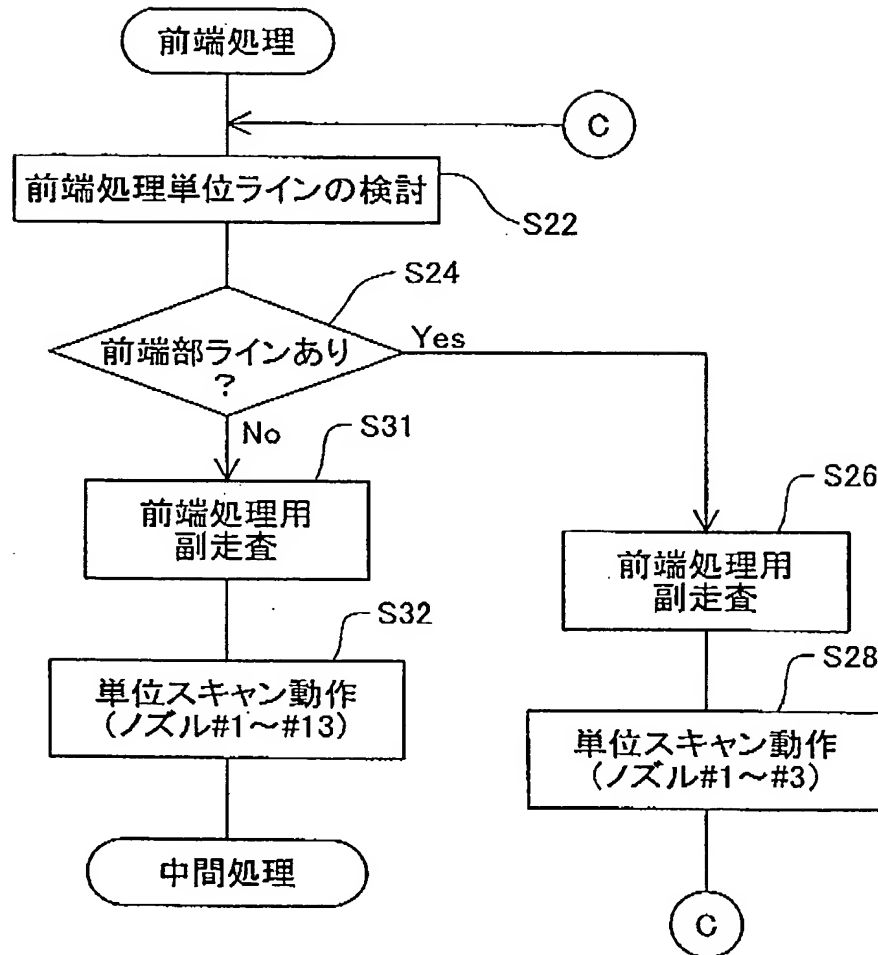 前端処理
C
前端処理単位ラインの検討
S22
S24
前端部ラインあり
?
Yes
No
S31
前端処理用
副走査
S26
前端処理用
副走査
S32
単位スキャン動作
(ノズル#1~#13)
S28
単位スキャン動作
(ノズル#1~#3)
中間処理
C